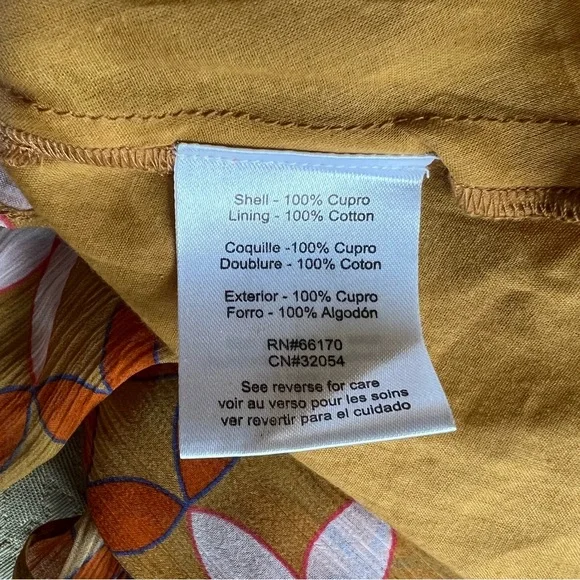 Shell - 100% Cupro
Lining - 100% Cotton
Coquille -100% Cupro
Doublure - 100% Coton
Exterior - 100% Cupro
Forro - 100% Algodón
RN#66170
CN#32054
See reverse for care
voir au verso pour les soins
ver revertir para el cuidado